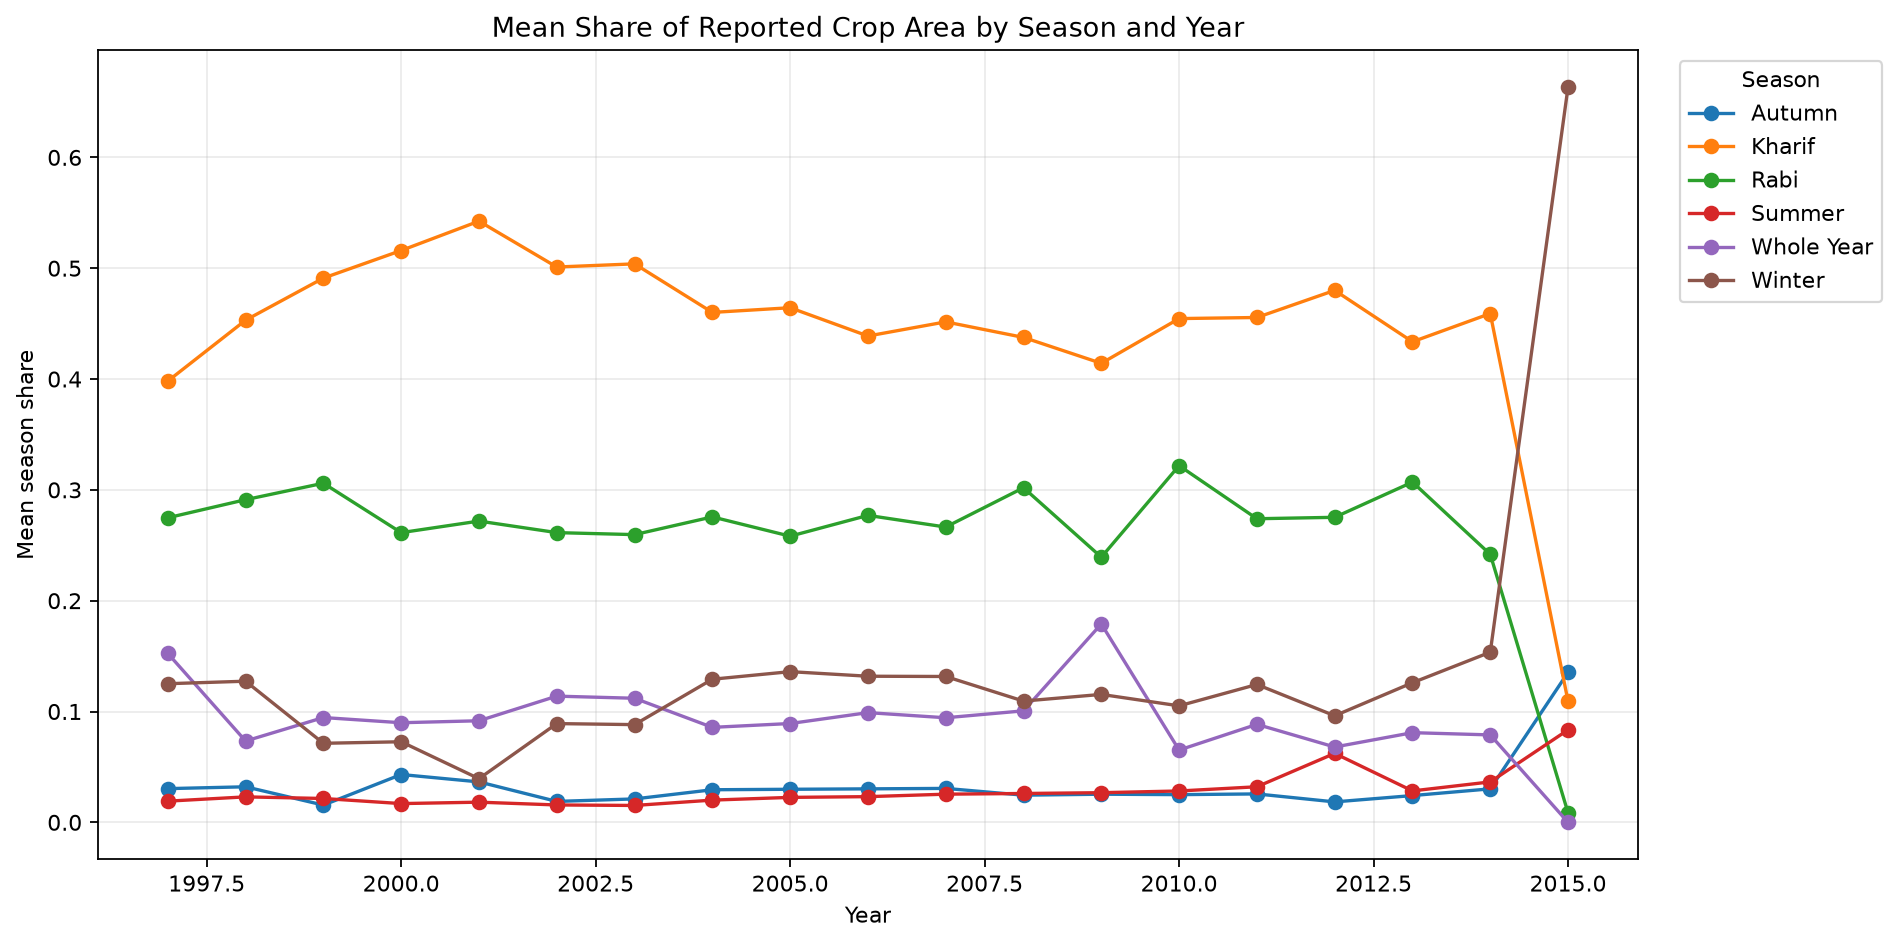 Mean Share of Reported Crop Area by Season and Year
Mean season share
0.6
0.5
0.4
0.3
0.2
0.1
0.0
1997.5 2000.0 2002.5 2005.0 2007.5 2010.0 2012.5 2015.0
Year
Season
Autumn
Kharif
Rabi
Summer
Whole Year
Winter